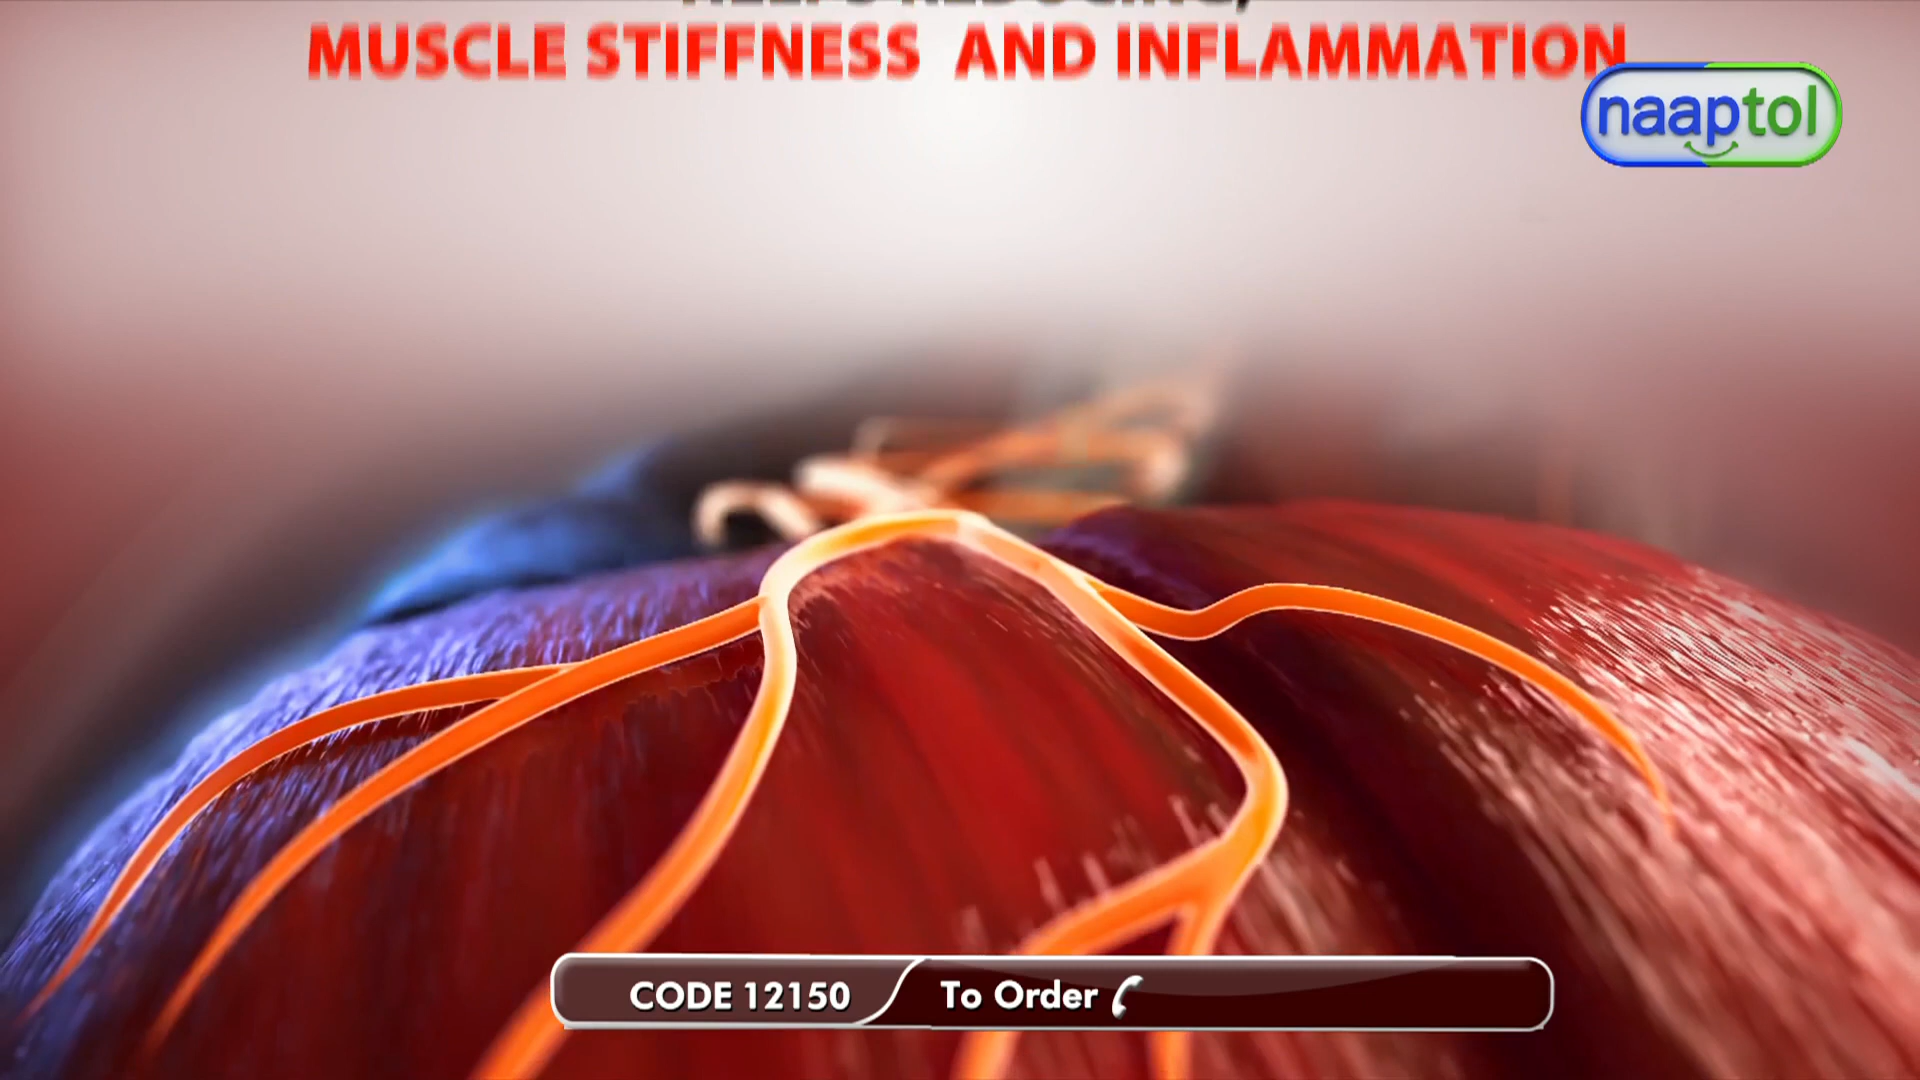 MUSCLE STIFFNESS AND INFLAMMATION
naaptol
CODE 12150 To Order